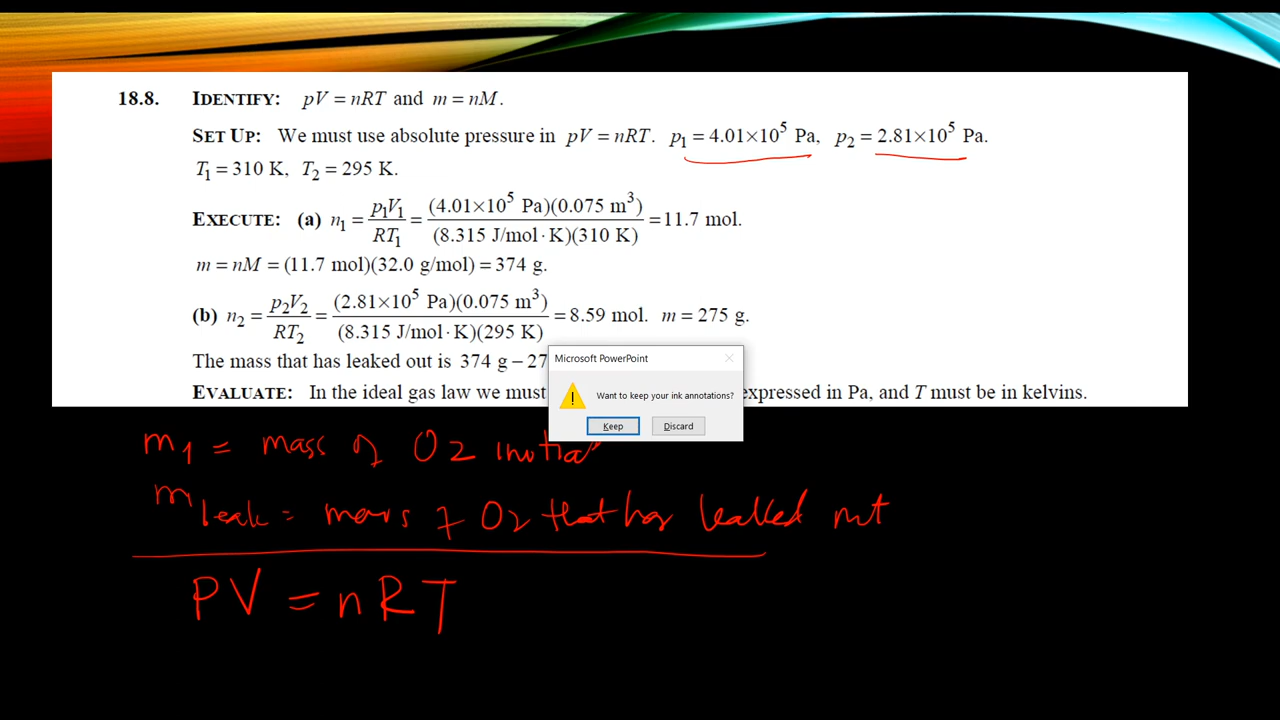 18.8. IDENTIFY: pV = nRT and m = nM.
SET UP: We must use absolute pressure in pV = nRT. p₁ = 4.01×10⁵ Pa, p₂ = 2.81×10⁵ Pa.
T₁ = 310 K, T₂ = 295 K.
EXECUTE: (a) n₁ = p₁V₁/RT₁ = (4.01×10⁵ Pa)(0.075 m³)/(8.315 J/mol·K)(310 K) = 11.7 mol.
m = nM = (11.7 mol)(32.0 g/mol) = 374 g.
(b) n₂ = p₂V₂/RT₂ = (2.81×10⁵ Pa)(0.075 m³)/(8.315 J/mol·K)(295 K) = 8.59 mol. m = 275 g.
The mass that has leaked out is 374 g – 27
Microsoft PowerPoint
Want to keep your ink annotations?
Keep Discard
EVALUATE: In the ideal gas law we must expressed in Pa, and T must be in kelvins.
m₁ = mass of O2 initial
m leak = mass of O2 that has leaked out
PV = nRT